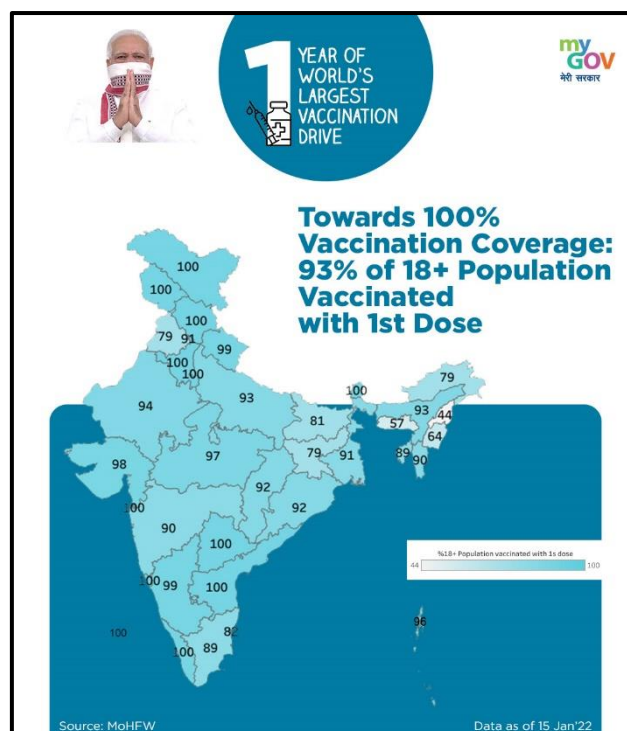 1
YEAR OF
WORLD'S
LARGEST
VACCINATION
DRIVE
my
GOV
मेरी सरकार
Towards 100%
Vaccination Coverage:
93% of 18+ Population
Vaccinated
with 1st Dose
100
100
100
79
91
99
100
100
94
93
100
79
93
44
57
64
81
98
97
79
91
89
90
92
92
100
90
100
100
99
100
96
100
82
100
89
%18+ Population vaccinated with 1s dose
44
100
Source: MoHFW
Data as of 15 Jan'22